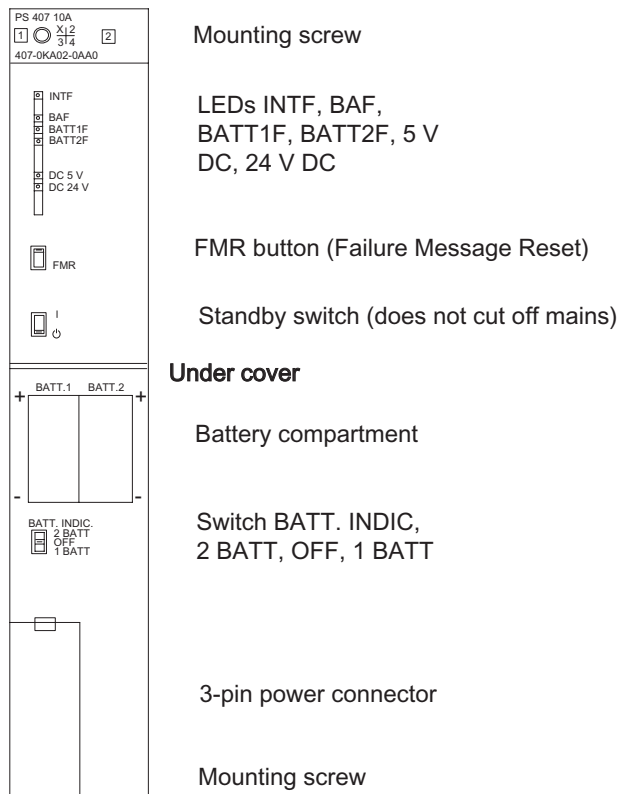 PS 407 10A
1 X 2 2
3 4
407-0KA02-0AA0
Mounting screw
INTF
BAF
BATT1F
BATT2F
DC 5 V
DC 24 V
LEDs INTF, BAF,
BATT1F, BATT2F, 5 V
DC, 24 V DC
FMR
FMR button (Failure Message Reset)
I
Standby switch (does not cut off mains)
Under cover
BATT.1 BATT.2
+ +
- -
Battery compartment
BATT. INDIC.
2 BATT
OFF
1 BATT
Switch BATT. INDIC,
2 BATT, OFF, 1 BATT
3-pin power connector
Mounting screw